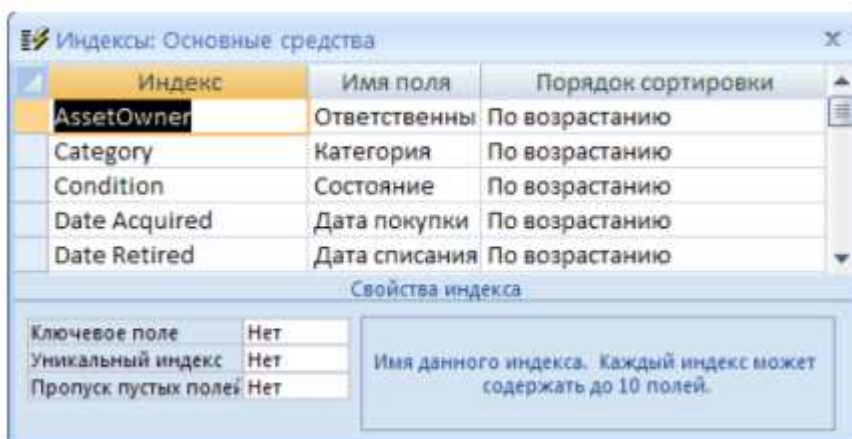 Индексы: Основные средства
Индекс Имя поля Порядок сортировки
AssetOwner Ответственны По возрастанию
Category Категория По возрастанию
Condition Состояние По возрастанию
Date Acquired Дата покупки По возрастанию
Date Retired Дата списания По возрастанию
Свойства индекса
Ключевое поле Нет
Уникальный индекс Нет
Пропуск пустых полей Нет
Имя данного индекса. Каждый индекс может
содержать до 10 полей.